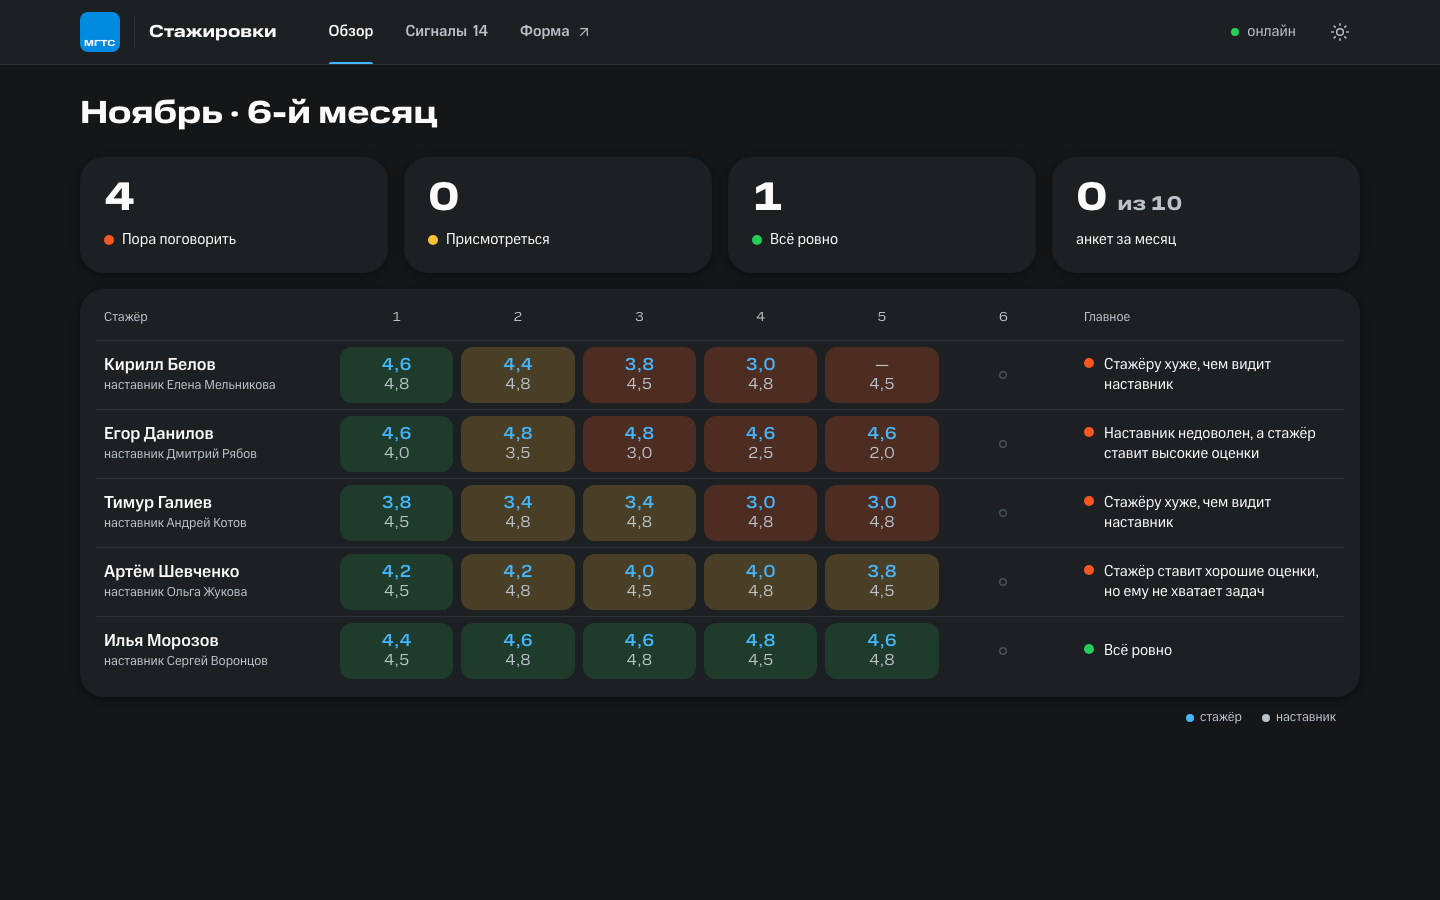 МГТС
Стажировки
Обзор
Сигналы 14
Форма
онлайн
Ноябрь · 6-й месяц
4
Пора поговорить
0
Присмотреться
1
Всё ровно
0 из 10
анкет за месяц
Стажёр 1 2 3 4 5 6 Главное
Кирилл Белов
наставник Елена Мельникова
4,6 4,4 3,8 3,0 —
4,8 4,8 4,5 4,8 4,5
Стажёру хуже, чем видит
наставник
Егор Данилов
наставник Дмитрий Рябов
4,6 4,8 4,8 4,6 4,6
4,0 3,5 3,0 2,5 2,0
Наставник недоволен, а стажёр
ставит высокие оценки
Тимур Галиев
наставник Андрей Котов
3,8 3,4 3,4 3,0 3,0
4,5 4,8 4,8 4,8 4,8
Стажёру хуже, чем видит
наставник
Артём Шевченко
наставник Ольга Жукова
4,2 4,2 4,0 4,0 3,8
4,5 4,8 4,5 4,8 4,5
Стажёр ставит хорошие оценки,
но ему не хватает задач
Илья Морозов
наставник Сергей Воронцов
4,4 4,6 4,6 4,8 4,6
4,5 4,8 4,8 4,5 4,8
Всё ровно
стажёр наставник